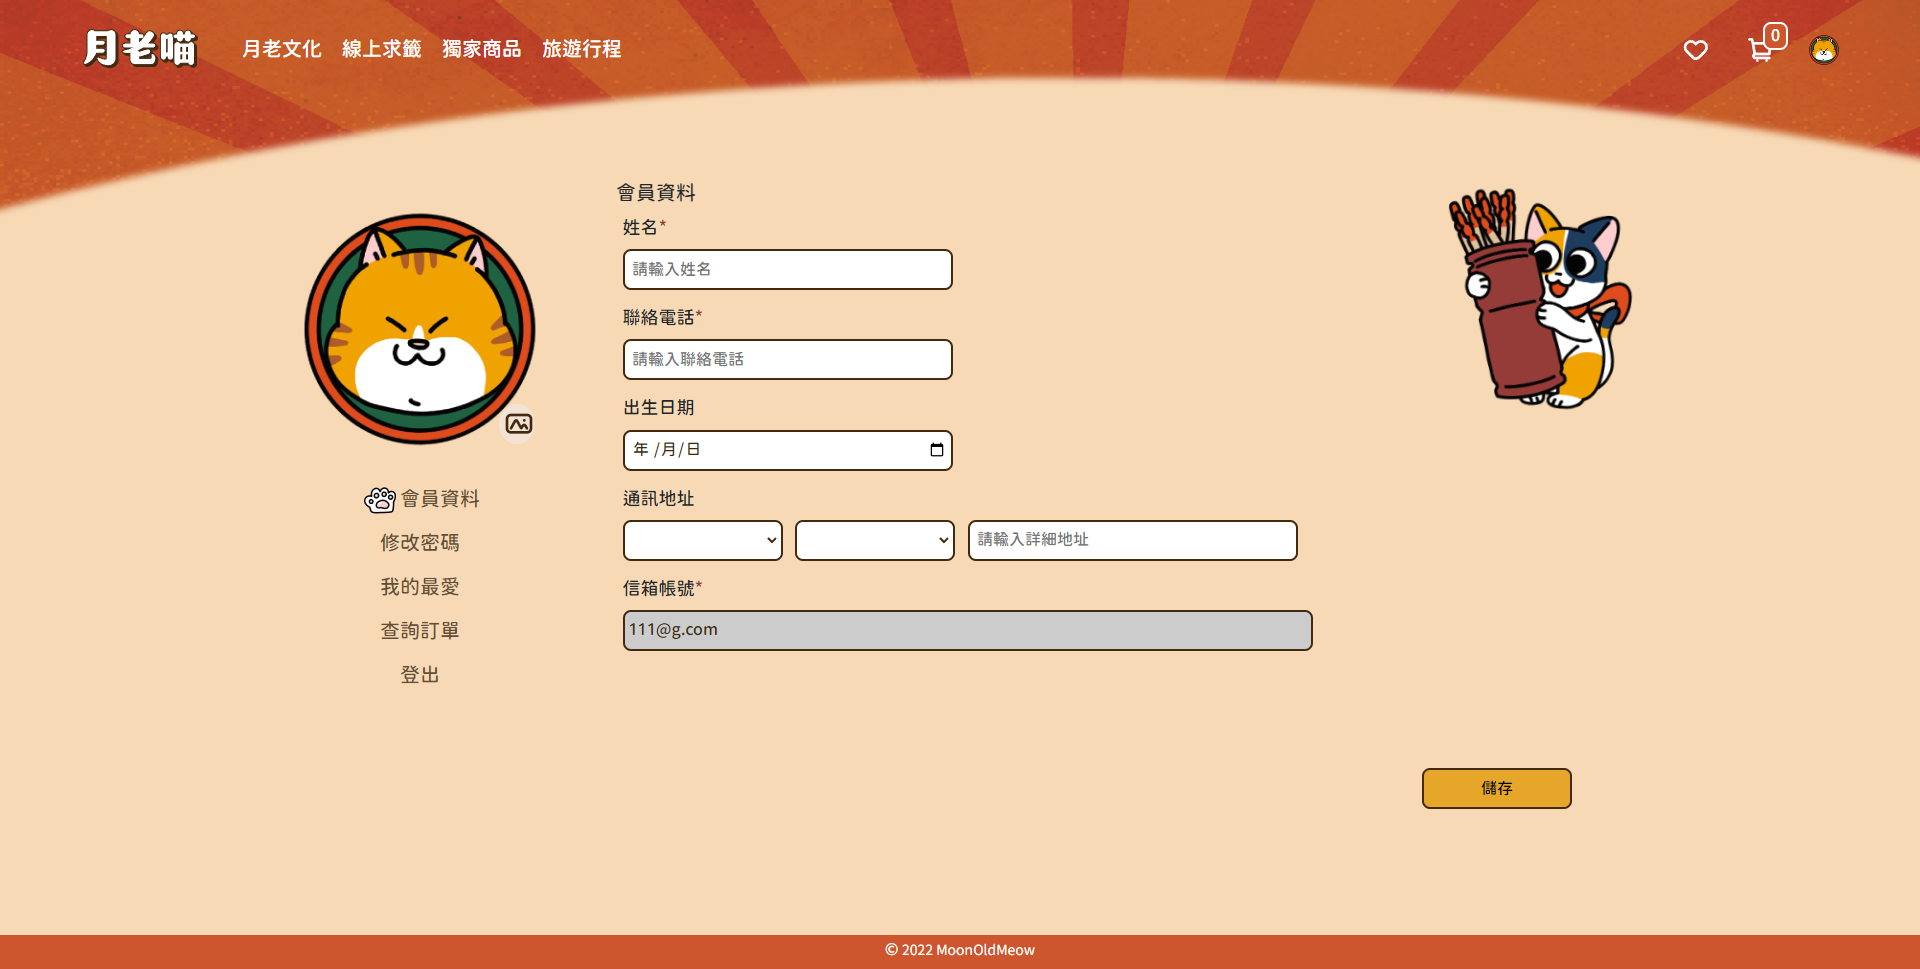 月老喵
月老文化 線上求籤 獨家商品 旅遊行程
0
會員資料
姓名*
請輸入姓名
聯絡電話*
請輸入聯絡電話
出生日期
年 /月/日
通訊地址
請輸入詳細地址
信箱帳號*
111@g.com
會員資料
修改密碼
我的最愛
查詢訂單
登出
儲存
© 2022 MoonOldMeow